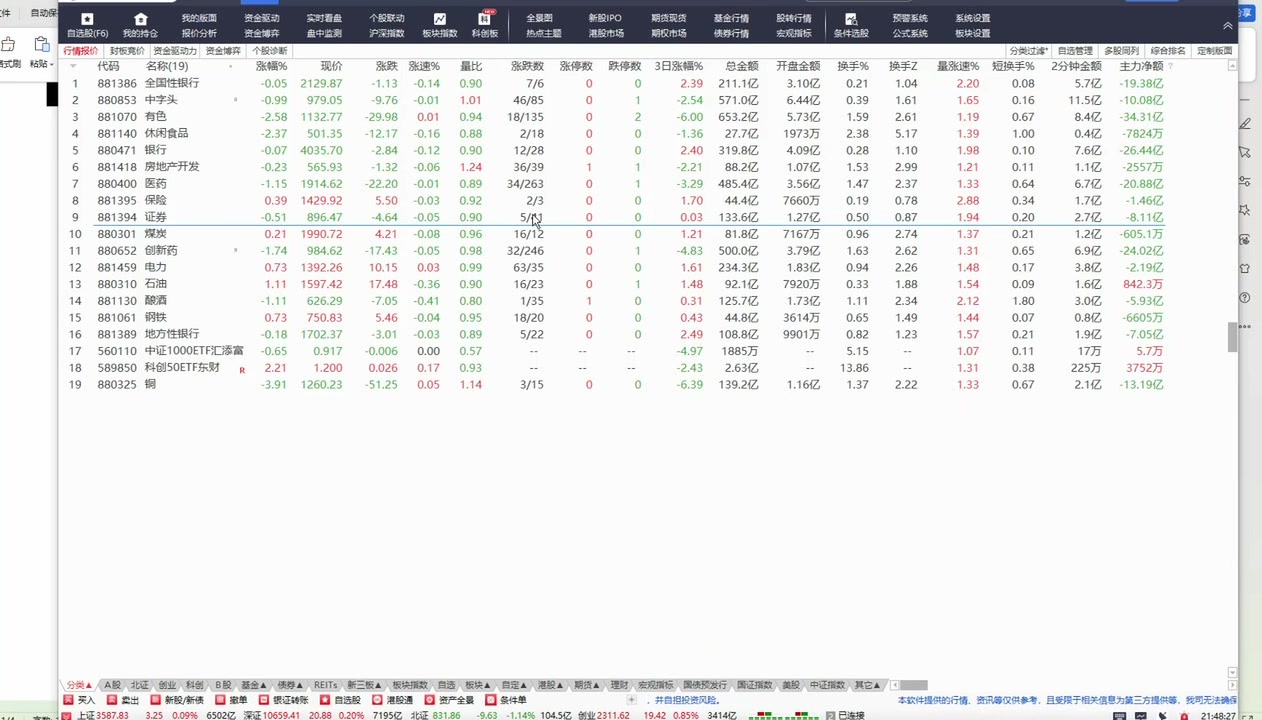 文件 自动保
享
我的版面 资金驱动 实时看盘 个股联动 全景图 新股IPO 期货现货 基金行情 股转行情 预警系统 系统设置
自选股(F6) 我的持仓 报价分析 资金博弈 盘中监测 沪深指数 板块指数 NEW 科 科创板 热点主题 港股市场 期权市场 债券行情 宏观指标 条件选股 公式系统 板块设置
式刷 粘贴
行情报价 封板竞价 资金驱动力 资金博弈 个股诊断 分类过滤* 自选管理 多股同列 综合排名 定制版面
代码 名称(19) 涨幅% 现价 涨跌 涨速% 量比 涨跌数 涨停数 跌停数 3日涨幅% 总金额 开盘金额 换手% 换手Z 量涨速% 短换手% 2分钟金额 主力净额 ?
1 881386 全国性银行 -0.05 2129.87 -1.13 -0.14 0.90 7/6 0 0 2.39 211.1亿 3.10亿 0.21 1.04 2.20 0.08 5.7亿 -19.38亿
2 880853 中字头 -0.99 979.05 -9.76 -0.01 1.01 46/85 0 1 -2.54 571.0亿 6.44亿 0.39 1.61 1.65 0.16 11.5亿 -10.08亿
3 881070 有色 -2.58 1132.77 -29.98 0.01 0.94 18/135 0 2 -6.00 653.2亿 5.73亿 1.59 2.61 1.19 0.67 8.4亿 -34.31亿
4 881140 休闲食品 -2.37 501.35 -12.17 -0.16 0.88 2/18 0 0 -1.36 27.7亿 1973万 2.38 5.17 1.39 1.00 0.4亿 -7824万
5 880471 银行 -0.07 4035.70 -2.84 -0.12 0.90 12/28 0 0 2.40 319.8亿 4.09亿 0.28 1.10 1.98 0.10 7.6亿 -26.44亿
6 881418 房地产开发 -0.23 565.93 -1.32 -0.06 1.24 36/39 1 1 -2.21 88.2亿 1.07亿 1.53 2.99 1.21 0.11 1.1亿 -2557万
7 880400 医药 -1.15 1914.62 -22.20 -0.01 0.89 34/263 0 1 -3.29 485.4亿 3.56亿 1.47 2.37 1.33 0.64 6.7亿 -20.88亿
8 881395 保险 0.39 1429.92 5.50 -0.03 0.92 2/3 0 0 1.70 44.4亿 7660万 0.19 0.78 2.88 0.34 1.7亿 -1.46亿
9 881394 证券 -0.51 896.47 -4.64 -0.05 0.90 0 0 0.03 133.6亿 1.27亿 0.50 0.87 1.94 0.20 2.7亿 -8.11亿
10 880301 煤炭 0.21 1990.72 4.21 -0.08 0.96 16/12 0 0 1.21 81.8亿 7167万 0.96 2.74 1.37 0.21 1.2亿 -605.1万
11 880652 创新药 -1.74 984.62 -17.43 -0.05 0.98 32/246 0 1 -4.83 500.0亿 3.79亿 1.63 2.62 1.31 0.65 6.9亿 -24.02亿
12 881459 电力 0.73 1392.26 10.15 0.03 0.99 63/35 0 0 1.61 234.3亿 1.83亿 0.94 2.26 1.48 0.17 3.8亿 -2.19亿
13 880310 石油 1.11 1597.42 17.48 -0.36 0.90 16/23 0 1 1.48 92.1亿 7920万 0.33 1.88 1.54 0.09 1.6亿 842.3万
14 881130 酿酒 -1.11 626.29 -7.05 -0.41 0.80 1/35 1 0 0.31 125.7亿 1.73亿 1.11 2.34 2.12 1.80 3.0亿 -5.93亿
15 881061 钢铁 0.73 750.83 5.46 -0.04 0.95 18/20 0 0 0.43 44.8亿 3614万 0.65 1.49 1.44 0.07 0.8亿 -6605万
16 881389 地方性银行 -0.18 1702.37 -3.01 -0.03 0.89 5/22 0 0 2.49 108.8亿 9901万 0.82 1.23 1.57 0.21 1.9亿 -7.05亿
17 560110 中证1000ETF汇添富 -0.65 0.917 -0.006 0.00 0.57 -- -- -- -4.97 1885万 -- 5.15 -- 1.07 0.11 17万 5.7万
18 589850 科创50ETF东财 R 2.21 1.200 0.026 0.17 0.93 -- -- -- -2.43 2.63亿 -- 13.86 -- 1.31 0.38 225万 3752万
19 880325 铜 -3.91 1260.23 -51.25 0.05 1.14 3/15 0 0 -6.39 139.2亿 1.16亿 1.37 2.22 1.33 0.67 2.1亿 -13.19亿
分类▲ A股 北证 创业 科创 B股 基金▲ 债券▲ REITs 新三板▲ 板块指数 自选 板块▲ 自定▲ 港股▲ 期货▲ 理财 宏观指标 国债预发行 国证指数 美股 中证指数 其它▲
买入 卖出 新股/新债 撤单 银证转账 自选股 港股通 资产全景 条件单 ，并自担投资风险。 本软件提供的行情、资讯等仅供参考，且受限于相关信息为第三方提供等，我司无法确保
上证3587.83 3.25 0.09% 6502亿 深证10659.41 20.88 0.20% 7195亿 北证 831.86 -9.63 -1.14% 104.5亿 创业2311.62 19.42 0.85% 3414亿 2 已连接 21:48:27